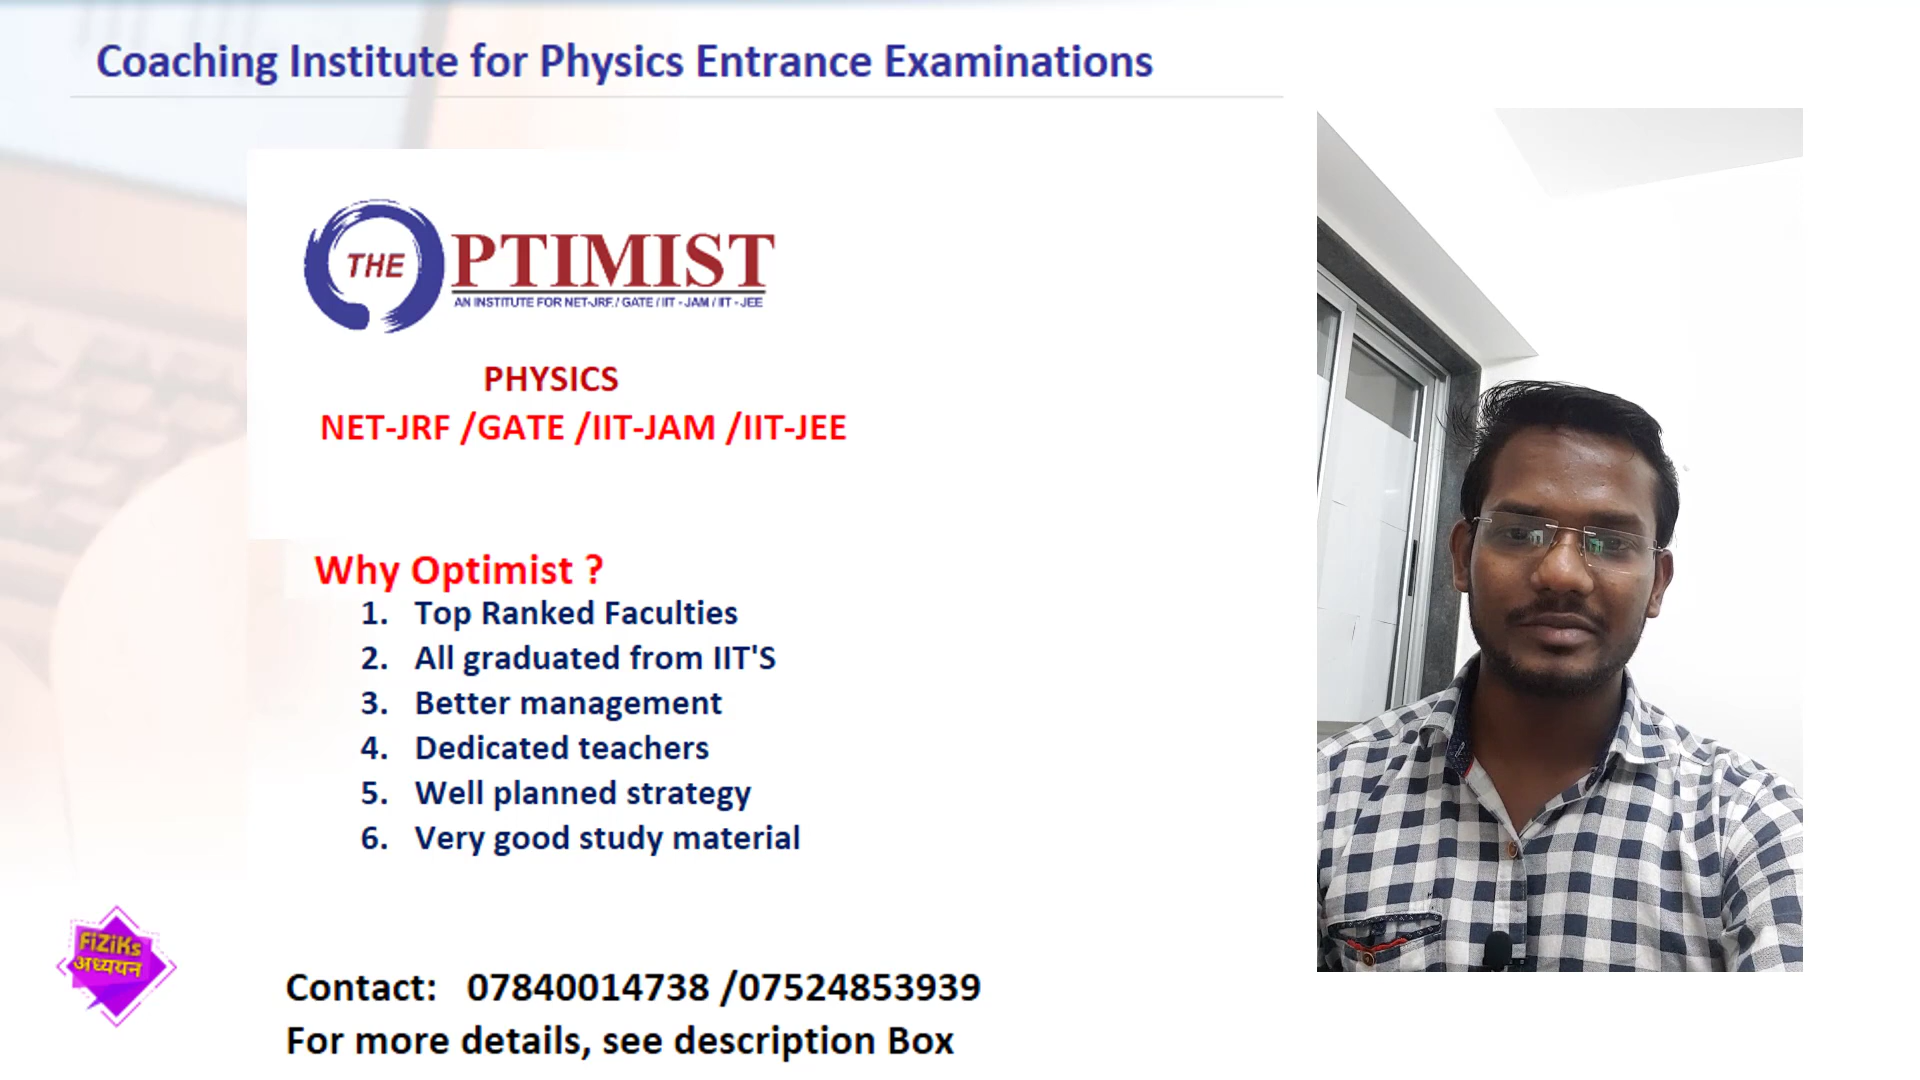 Coaching Institute for Physics Entrance Examinations
THE OPTIMIST
AN INSTITUTE FOR NET-JRF / GATE / IIT - JAM / IIT - JEE
PHYSICS
NET-JRF /GATE /IIT-JAM /IIT-JEE
Why Optimist ?
1. Top Ranked Faculties
2. All graduated from IIT'S
3. Better management
4. Dedicated teachers
5. Well planned strategy
6. Very good study material
FiZiKs
अध्ययन
Contact: 07840014738 /07524853939
For more details, see description Box